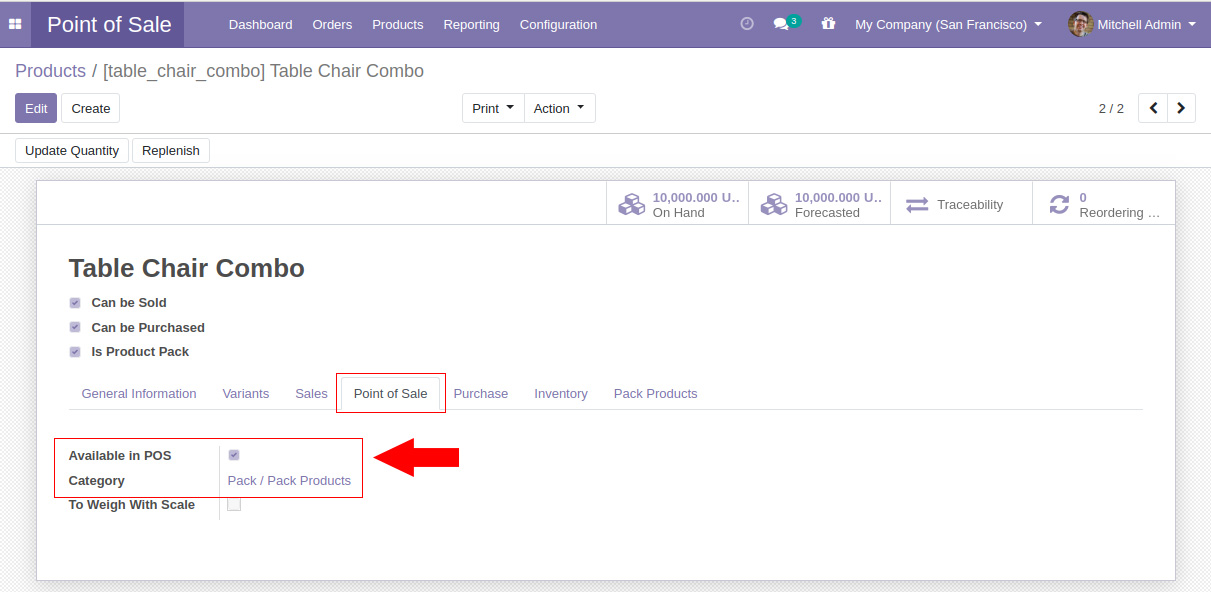 Point of Sale Dashboard Orders Products Reporting Configuration 3 My Company (San Francisco) Mitchell Admin
Products / [table_chair_combo] Table Chair Combo
Edit Create Print Action 2 / 2
Update Quantity Replenish
10,000.000 U.. 10,000.000 U.. 0
On Hand Forecasted Traceability Reordering ...
Table Chair Combo
Can be Sold
Can be Purchased
Is Product Pack
General Information Variants Sales Point of Sale Purchase Inventory Pack Products
Available in POS
Category Pack / Pack Products
To Weigh With Scale